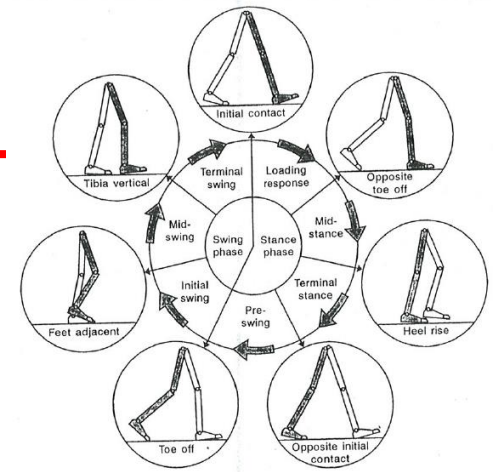 Initial contact
Opposite
toe off
Heel rise
Opposite initial
contact
Toe off
Feet adjacent
Tibia vertical
Loading
response
Mid-
stance
Terminal
stance
Pre-
swing
Initial
swing
Mid-
swing
Terminal
swing
Swing
phase
Stance
phase